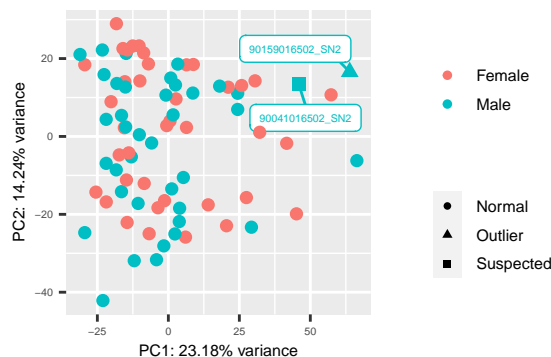 90159016502_SN2
90041016502_SN2
20
0
−20
−40
−25
0
25
50
PC2: 14.24% variance
PC1: 23.18% variance
Female
Male
Normal
Outlier
Suspected